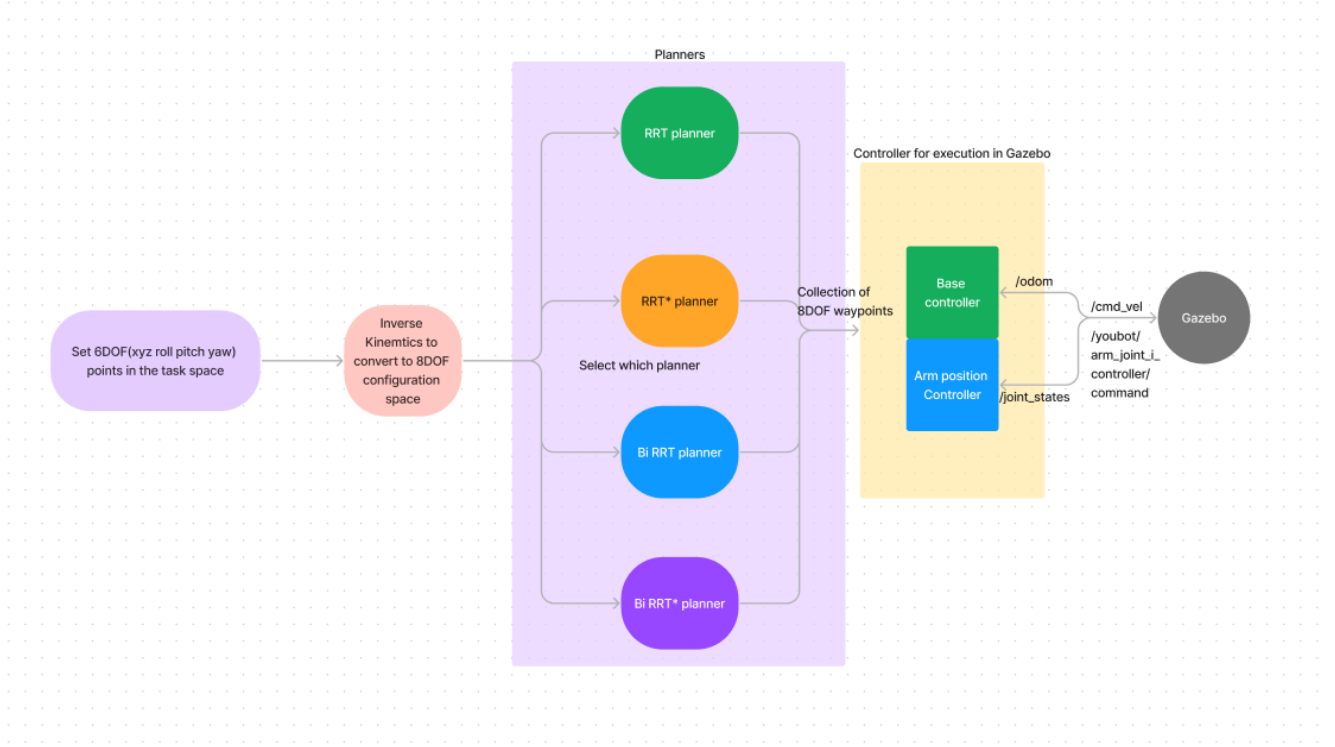 Planners
RRT planner
Controller for execution in Gazebo
RRT* planner
Collection of
8DOF waypoints
Base
controller
/odom
/cmd_vel
Gazebo
/youbot/
arm_joint_i_
controller/
command
Set 6DOF(xyz roll pitch yaw)
points in the task space
Inverse
Kinemtics to
convert to 8DOF
configuration
space
Select which planner
Arm position
Controller
/joint_states
Bi RRT planner
Bi RRT* planner